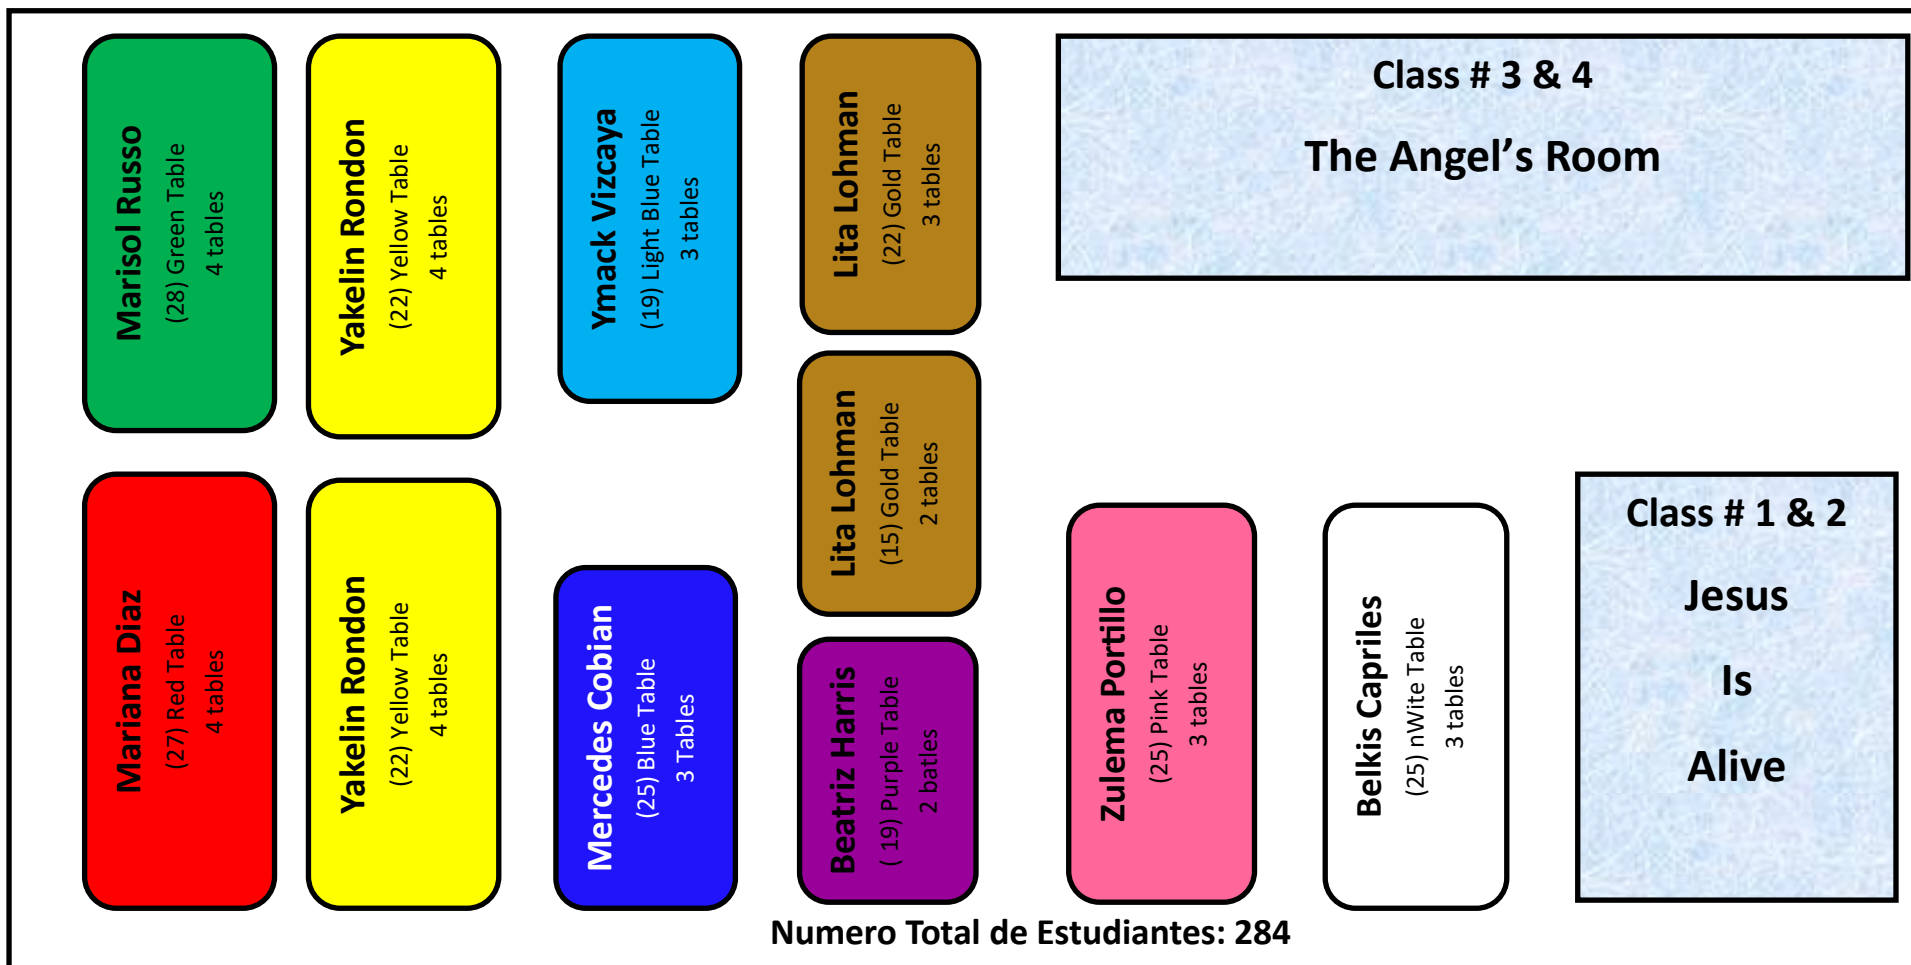 Marisol Russo
(28) Green Table
4 tables
Yakelin Rondon
(22) Yellow Table
4 tables
Ymack Vizcaya
(19) Light Blue Table
3 tables
Lita Lohman
(22) Gold Table
3 tables
Class # 3 & 4
The Angel’s Room
Lita Lohman
(15) Gold Table
2 tables
Mariana Diaz
(27) Red Table
4 tables
Yakelin Rondon
(22) Yellow Table
4 tables
Mercedes Cobian
(25) Blue Table
3 Tables
Beatriz Harris
( 19) Purple Table
2 batles
Zulema Portillo
(25) Pink Table
3 tables
Belkis Capriles
(25) nWite Table
3 tables
Class # 1 & 2
Jesus
Is
Alive
Numero Total de Estudiantes: 284